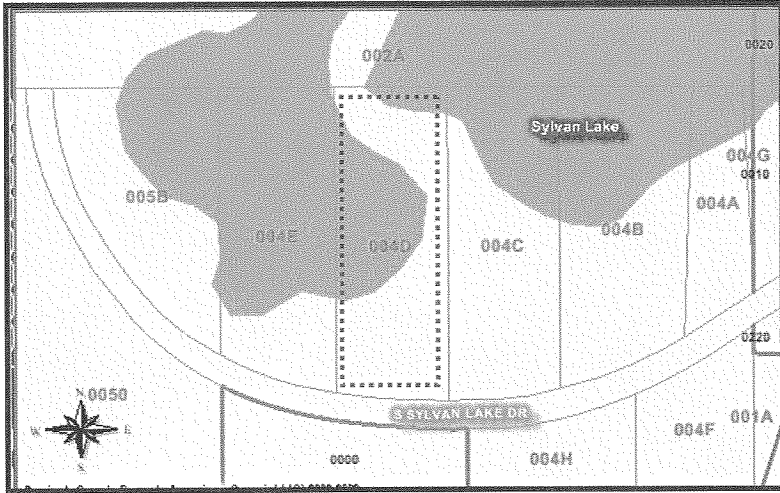 002A
0020
Sylvan Lake
004G
0010
005B
004A
004E
004D
004C
004B
0220
N
0050
W
E
S
S SYLVAN LAKE DR
001A
004F
0000
004H